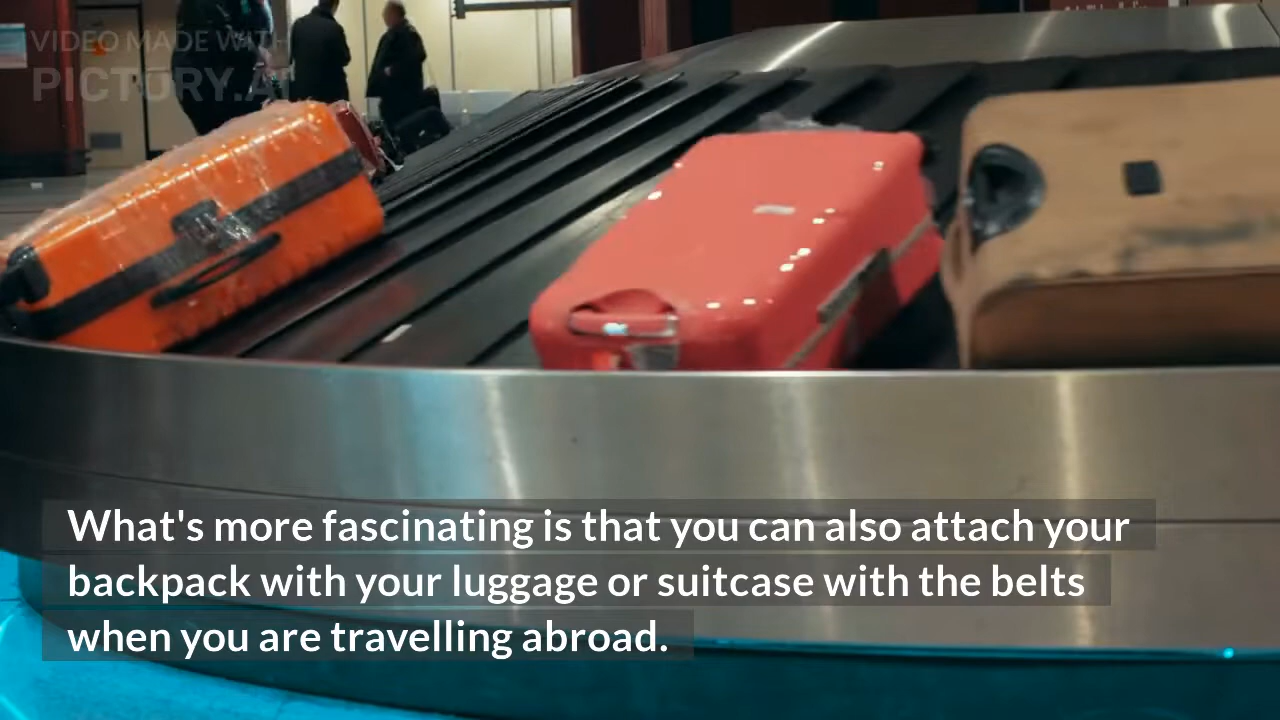 VIDEO MADE WITH
PICTORY.AI
What's more fascinating is that you can also attach your
backpack with your luggage or suitcase with the belts
when you are travelling abroad.